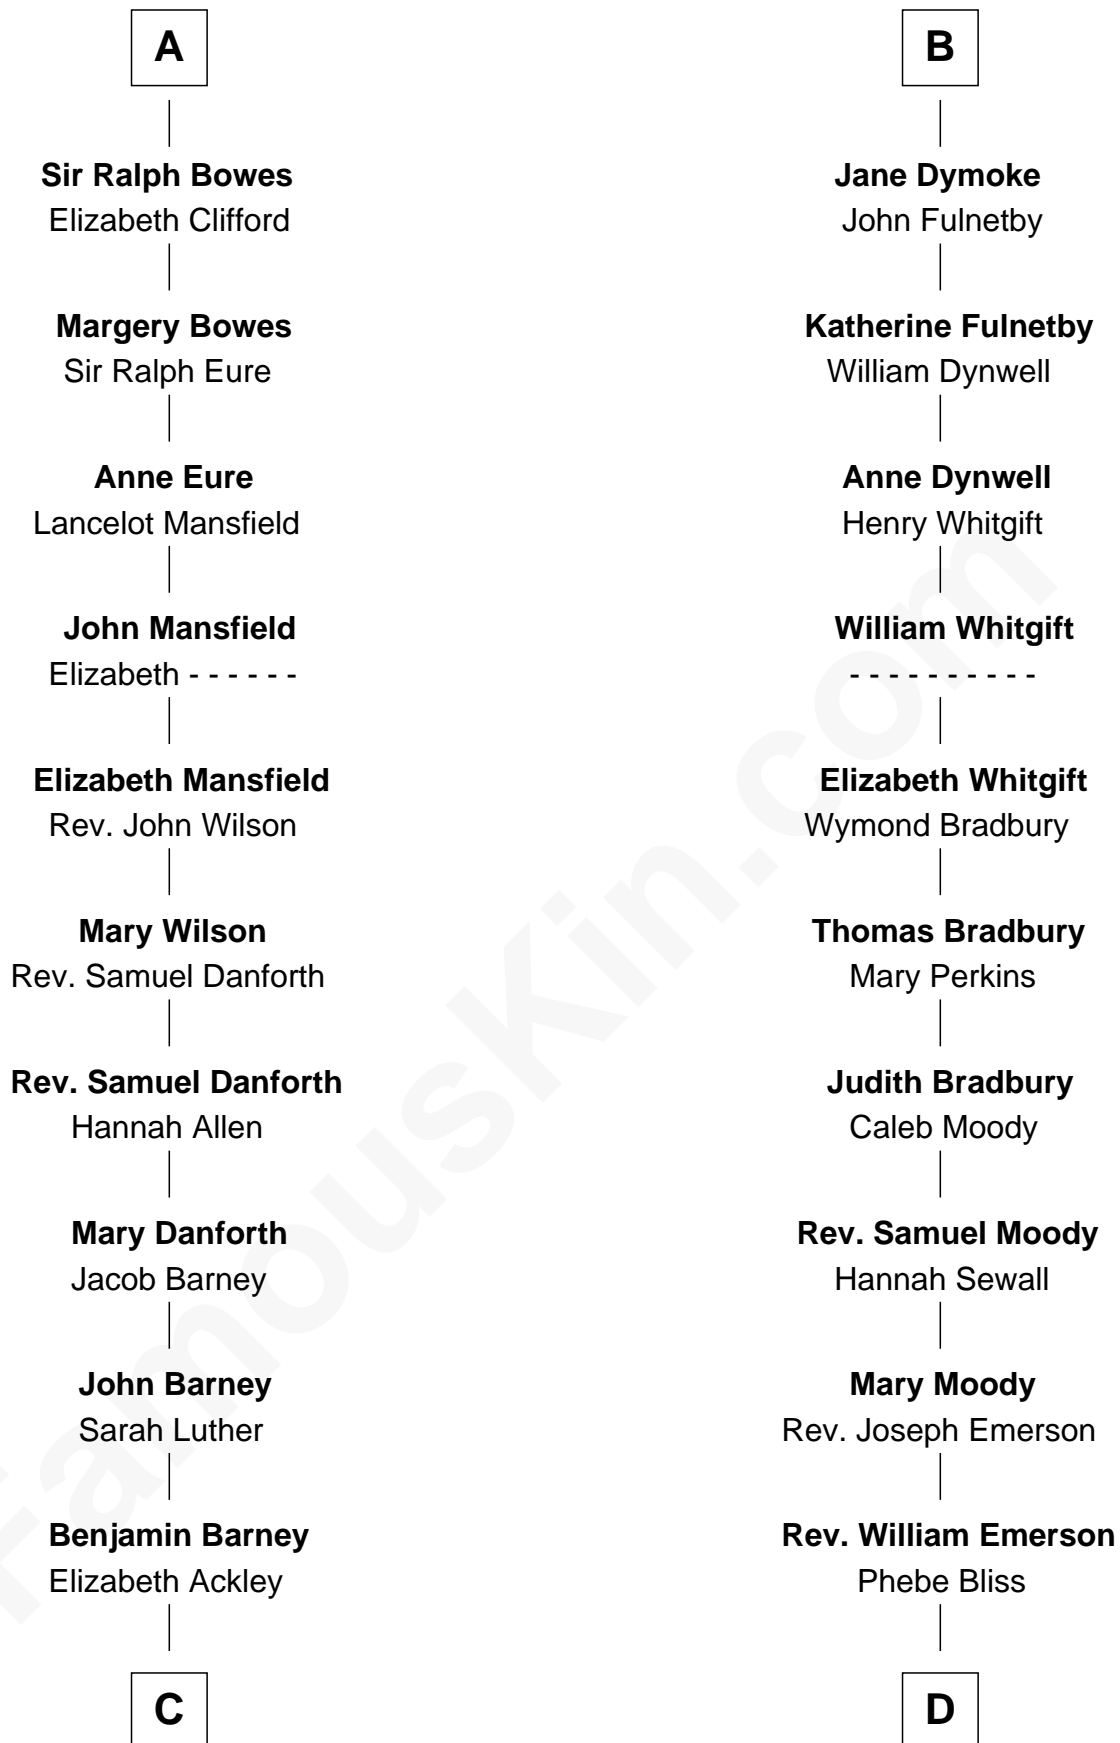 A
Sir Ralph Bowes
Elizabeth Clifford
Margery Bowes
Sir Ralph Eure
Anne Eure
Lancelot Mansfield
John Mansfield
Elizabeth - - - - - -
Elizabeth Mansfield
Rev. John Wilson
Mary Wilson
Rev. Samuel Danforth
Rev. Samuel Danforth
Hannah Allen
Mary Danforth
Jacob Barney
John Barney
Sarah Luther
Benjamin Barney
Elizabeth Ackley
C
B
Jane Dymoke
John Fulnetby
Katherine Fulnetby
William Dynwell
Anne Dynwell
Henry Whitgift
William Whitgift
- - - - - - - - - -
Elizabeth Whitgift
Wymond Bradbury
Thomas Bradbury
Mary Perkins
Judith Bradbury
Caleb Moody
Rev. Samuel Moody
Hannah Sewall
Mary Moody
Rev. Joseph Emerson
Rev. William Emerson
Phebe Bliss
D
FamousKin.com